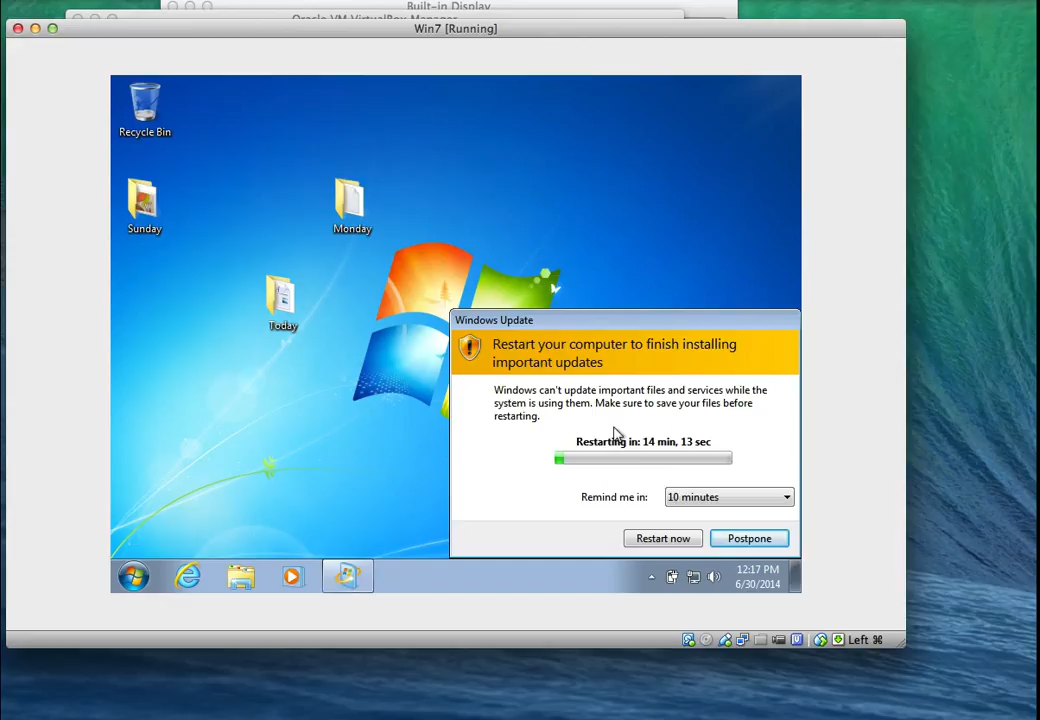 Built-in Display
Oracle VM VirtualBox Manager
Win7 [Running]
Recycle Bin
Sunday
Monday
Today
Windows Update
Restart your computer to finish installing
important updates
Windows can't update important files and services while the
system is using them. Make sure to save your files before
restarting.
Restarting in: 14 min, 13 sec
Remind me in:
10 minutes
Restart now
Postpone
12:17 PM
6/30/2014
Left ⌘